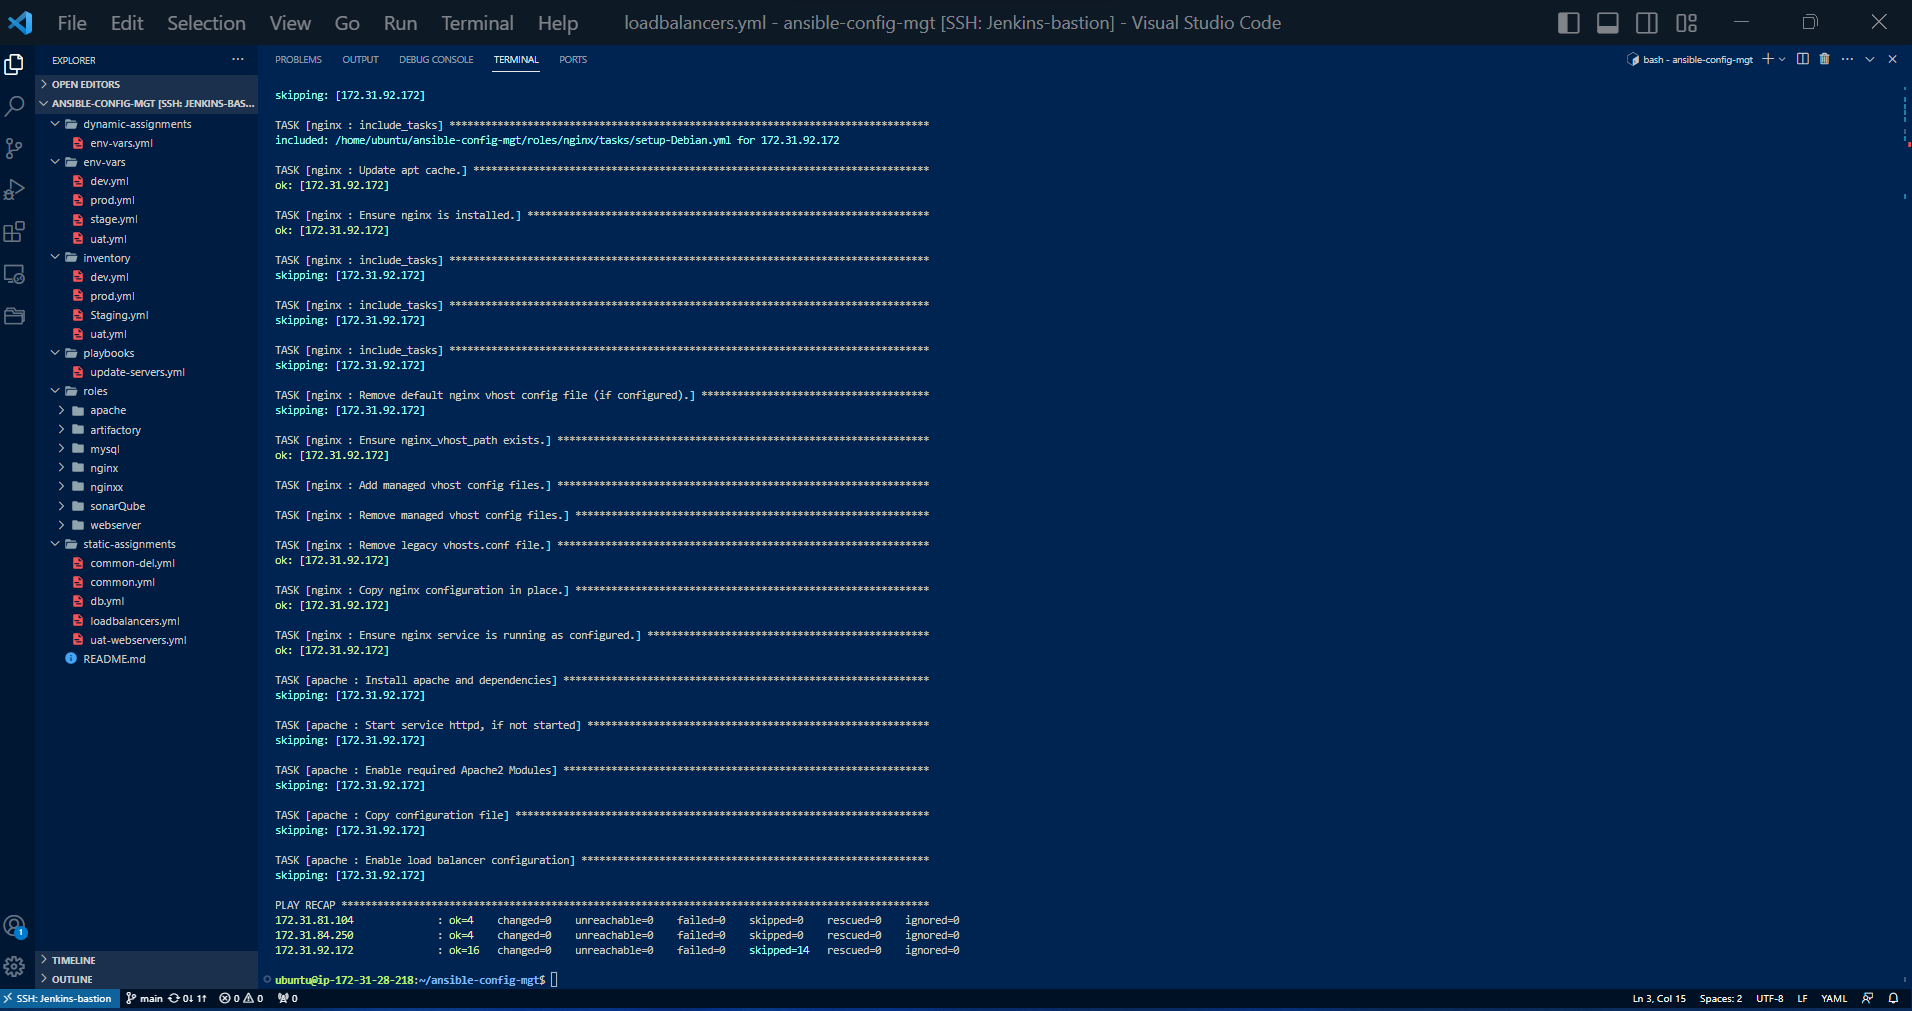 File Edit Selection View Go Run Terminal Help loadbalancers.yml - ansible-config-mgt [SSH: Jenkins-bastion] - Visual Studio Code
EXPLORER ···
OPEN EDITORS
ANSIBLE-CONFIG-MGT [SSH: JENKINS-BAS...
dynamic-assignments
env-vars.yml
env-vars
dev.yml
prod.yml
stage.yml
uat.yml
inventory
dev.yml
prod.yml
Staging.yml
uat.yml
playbooks
update-servers.yml
roles
apache
artifactory
mysql
nginx
nginxx
sonarQube
webserver
static-assignments
common-del.yml
common.yml
db.yml
loadbalancers.yml
uat-webservers.yml
README.md
TIMELINE
OUTLINE
PROBLEMS OUTPUT DEBUG CONSOLE TERMINAL PORTS
bash - ansible-config-mgt
skipping: [172.31.92.172]
TASK [nginx : include_tasks] ********************************************************************************
included: /home/ubuntu/ansible-config-mgt/roles/nginx/tasks/setup-Debian.yml for 172.31.92.172
TASK [nginx : Update apt cache.] ****************************************************************************
ok: [172.31.92.172]
TASK [nginx : Ensure nginx is installed.] *******************************************************************
ok: [172.31.92.172]
TASK [nginx : include_tasks] ********************************************************************************
skipping: [172.31.92.172]
TASK [nginx : include_tasks] ********************************************************************************
skipping: [172.31.92.172]
TASK [nginx : include_tasks] ********************************************************************************
skipping: [172.31.92.172]
TASK [nginx : Remove default nginx vhost config file (if configured).] **************************************
skipping: [172.31.92.172]
TASK [nginx : Ensure nginx_vhost_path exists.] **************************************************************
ok: [172.31.92.172]
TASK [nginx : Add managed vhost config files.] **************************************************************
TASK [nginx : Remove managed vhost config files.] ***********************************************************
TASK [nginx : Remove legacy vhosts.conf file.] **************************************************************
ok: [172.31.92.172]
TASK [nginx : Copy nginx configuration in place.] ***********************************************************
ok: [172.31.92.172]
TASK [nginx : Ensure nginx service is running as configured.] ***********************************************
ok: [172.31.92.172]
TASK [apache : Install apache and dependencies] *************************************************************
skipping: [172.31.92.172]
TASK [apache : Start service httpd, if not started] *********************************************************
skipping: [172.31.92.172]
TASK [apache : Enable required Apache2 Modules] *************************************************************
skipping: [172.31.92.172]
TASK [apache : Copy configuration file] *********************************************************************
skipping: [172.31.92.172]
TASK [apache : Enable load balancer configuration] **********************************************************
skipping: [172.31.92.172]
PLAY RECAP **************************************************************************************************
172.31.81.104 : ok=4 changed=0 unreachable=0 failed=0 skipped=0 rescued=0 ignored=0
172.31.84.250 : ok=4 changed=0 unreachable=0 failed=0 skipped=0 rescued=0 ignored=0
172.31.92.172 : ok=16 changed=0 unreachable=0 failed=0 skipped=14 rescued=0 ignored=0
ubuntu@ip-172-31-28-218:~/ansible-config-mgt$
1
SSH: Jenkins-bastion main 0↓ 1↑ 0 0 0 Ln 3, Col 15 Spaces: 2 UTF-8 LF YAML